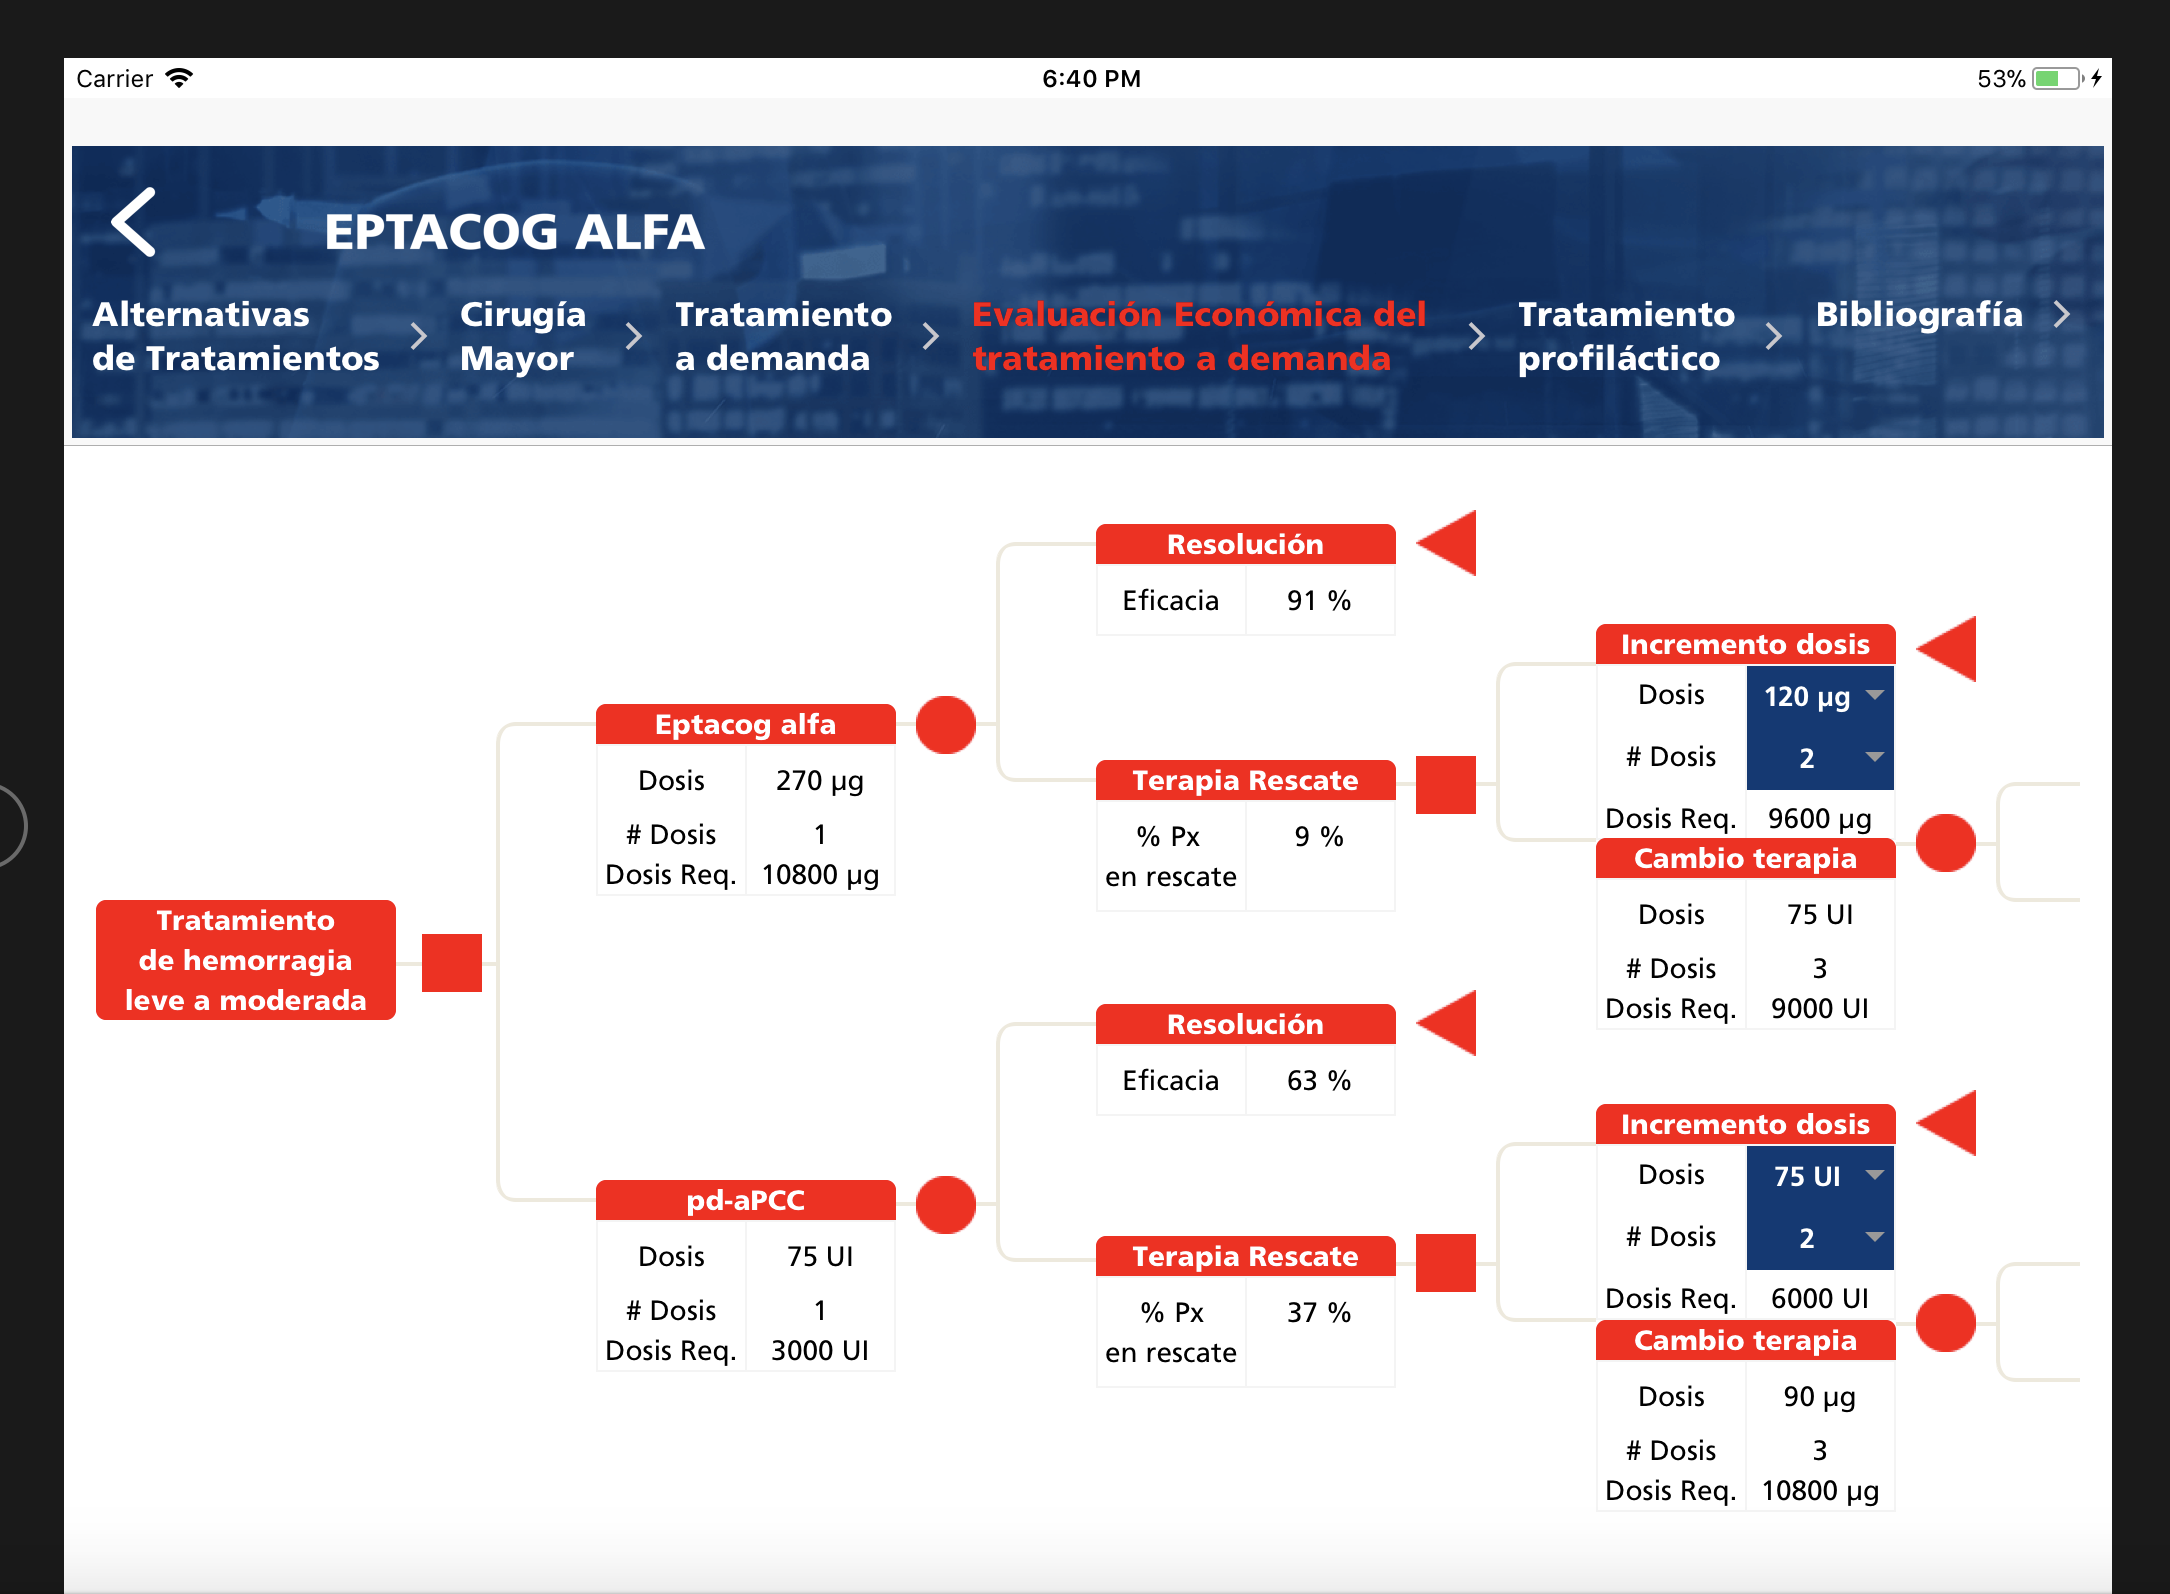 Carrier
6:40 PM
53%
EPTACOG ALFA
Alternativas
de Tratamientos
Cirugía
Mayor
Tratamiento
a demanda
Evaluación Económica del
tratamiento a demanda
Tratamiento
profiláctico
Bibliografía
Tratamiento
de hemorragia
leve a moderada
Eptacog alfa
Dosis 270 µg
# Dosis 1
Dosis Req. 10800 µg
Resolución
Eficacia 91 %
Terapia Rescate
% Px 9 %
en rescate
Incremento dosis
Dosis 120 µg
# Dosis 2
Dosis Req. 9600 µg
Cambio terapia
Dosis 75 UI
# Dosis 3
Dosis Req. 9000 UI
pd-aPCC
Dosis 75 UI
# Dosis 1
Dosis Req. 3000 UI
Resolución
Eficacia 63 %
Terapia Rescate
% Px 37 %
en rescate
Incremento dosis
Dosis 75 UI
# Dosis 2
Dosis Req. 6000 UI
Cambio terapia
Dosis 90 µg
# Dosis 3
Dosis Req. 10800 µg